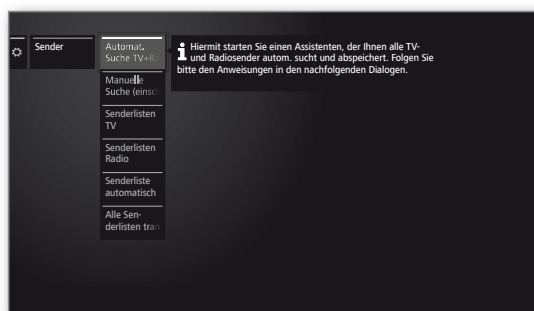 Sender
Automat.
Suche TV+Ra
Hiermit starten Sie einen Assistenten, der Ihnen alle TV-
und Radiosender autom. sucht und abspeichert. Folgen Sie
bitte den Anweisungen in den nachfolgenden Dialogen.
Manuelle
Suche (einsch
Senderlisten
TV
Senderlisten
Radio
Senderliste
automatisch
Alle Sen-
derlisten tran